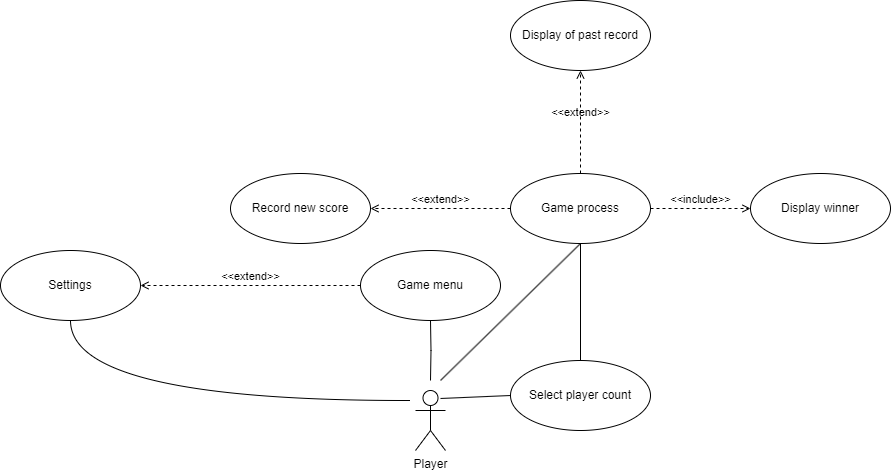 Display of past record
<<extend>>
Record new score
<<extend>>
Game process
<<include>>
Display winner
Settings
<<extend>>
Game menu
Select player count
Player